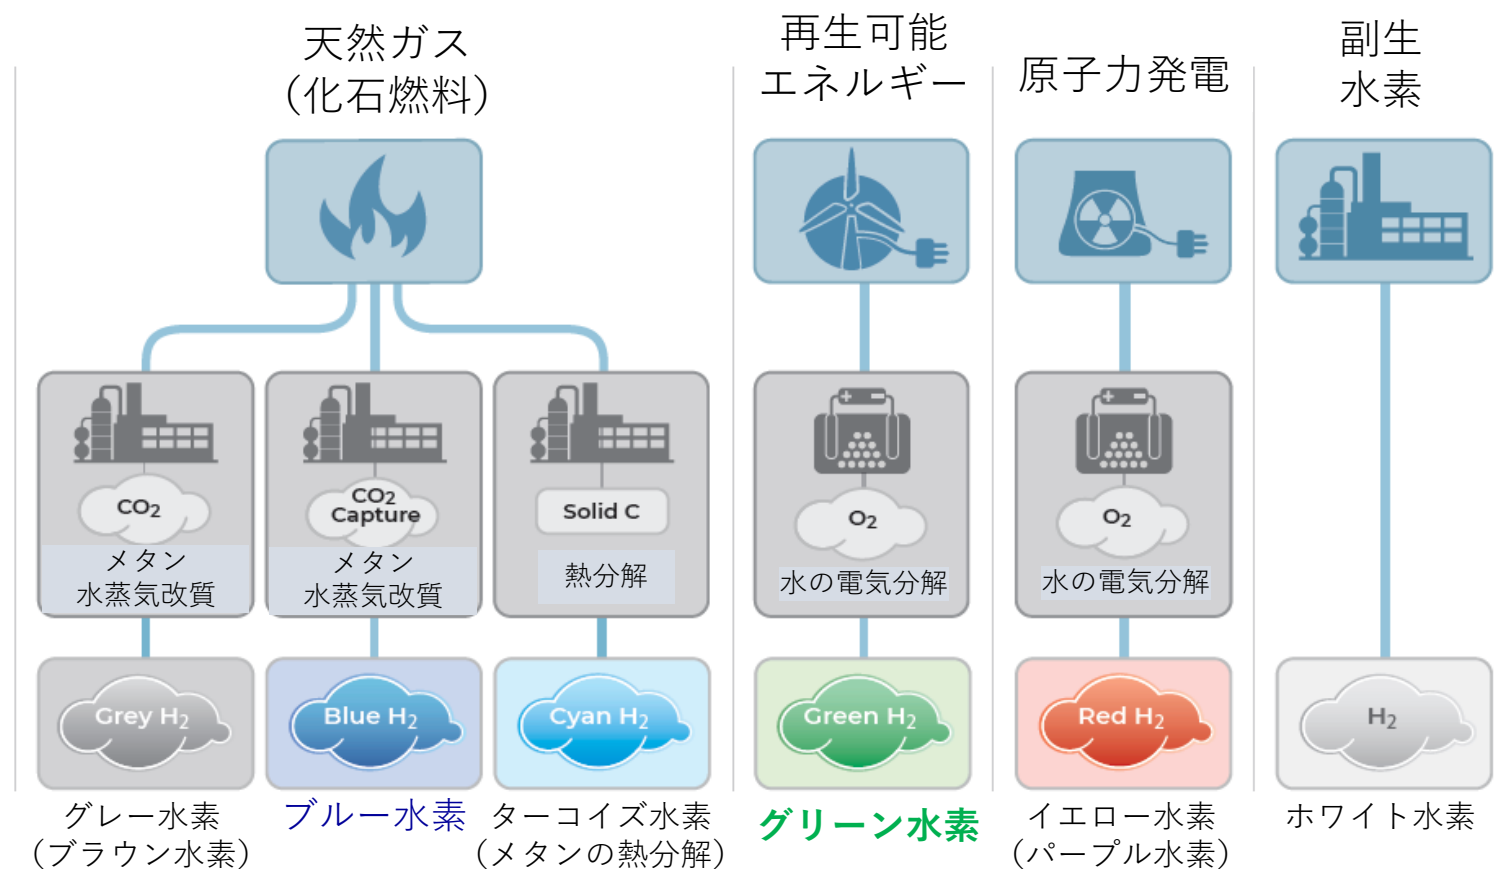 天然ガス
(化石燃料)
再生可能
エネルギー
原子力発電
副生
水素
CO2
メタン
水蒸気改質
CO2
Capture
メタン
水蒸気改質
Solid C
熱分解
O2
水の電気分解
O2
水の電気分解
Grey H2
Blue H2
Cyan H2
Green H2
Red H2
H2
グレー水素
(ブラウン水素)
ブルー水素
ターコイズ水素
(メタンの熱分解)
グリーン水素
イエロー水素
(パープル水素)
ホワイト水素